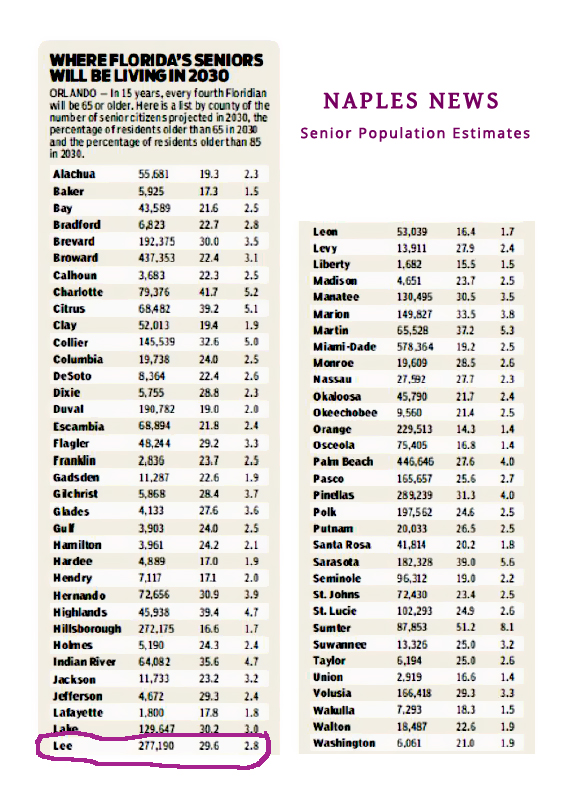 WHERE FLORIDA'S SENIORS
WILL BE LIVING IN 2030
ORLANDO — In 15 years, every fourth Floridian
will be 65 or older. Here is a list by county of the
number of senior citizens projected in 2030, the
percentage of residents older than 65 in 2030
and the percentage of residents older than 85
in 2030.
Alachua 55,681 19.3 2.3
Baker 5,925 17.3 1.5
Bay 43,589 21.6 2.5
Bradford 6,823 22.7 2.8
Brevard 192,375 30.0 3.5
Broward 437,353 22.4 3.1
Calhoun 3,683 22.3 2.5
Charlotte 79,376 41.7 5.2
Citrus 68,482 39.2 5.1
Clay 52,013 19.4 1.9
Collier 145,539 32.6 5.0
Columbia 19,738 24.0 2.5
DeSoto 8,364 22.4 2.6
Dixie 5,755 28.8 2.3
Duval 190,782 19.0 2.0
Escambia 68,894 21.8 2.4
Flagler 48,244 29.2 3.3
Franklin 2,836 23.7 2.5
Gadsden 11,287 22.6 1.9
Gilchrist 5,868 28.4 3.7
Glades 4,133 27.6 3.6
Gulf 3,903 24.0 2.5
Hamilton 3,961 24.2 2.1
Hardee 4,889 17.0 1.9
Hendry 7,117 17.1 2.0
Hernando 72,656 30.9 3.9
Highlands 45,938 39.4 4.7
Hillsborough 272,175 16.6 1.7
Holmes 5,190 24.3 2.4
Indian River 64,082 35.6 4.7
Jackson 11,733 23.2 3.2
Jefferson 4,672 29.3 2.4
Lafayette 1,800 17.8 1.8
Lake 129,647 30.2 3.0
Lee 277,190 29.6 2.8
NAPLES NEWS
Senior Population Estimates
Leon 53,039 16.4 1.7
Levy 13,911 27.9 2.4
Liberty 1,682 15.5 1.5
Madison 4,651 23.7 2.5
Manatee 130,495 30.5 3.5
Marion 149,827 33.5 3.8
Martin 65,528 37.2 5.3
Miami-Dade 578,364 19.2 2.5
Monroe 19,609 28.5 2.6
Nassau 27,592 27.7 2.3
Okaloosa 45,790 21.7 2.4
Okeechobee 9,560 21.4 2.5
Orange 229,513 14.3 1.4
Osceola 75,405 16.8 1.4
Palm Beach 446,646 27.6 4.0
Pasco 165,657 25.6 2.7
Pinellas 289,239 31.3 4.0
Polk 197,562 24.6 2.5
Putnam 20,033 26.5 2.5
Santa Rosa 41,814 20.2 1.8
Sarasota 182,328 39.0 5.6
Seminole 96,312 19.0 2.2
St. Johns 72,430 23.4 2.5
St. Lucie 102,293 24.9 2.6
Sumter 87,853 51.2 8.1
Suwannee 13,326 25.0 3.2
Taylor 6,194 25.0 2.6
Union 2,919 16.6 1.4
Volusia 166,418 29.3 3.3
Wakulla 7,293 18.3 1.5
Walton 18,487 22.6 1.9
Washington 6,061 21.0 1.9